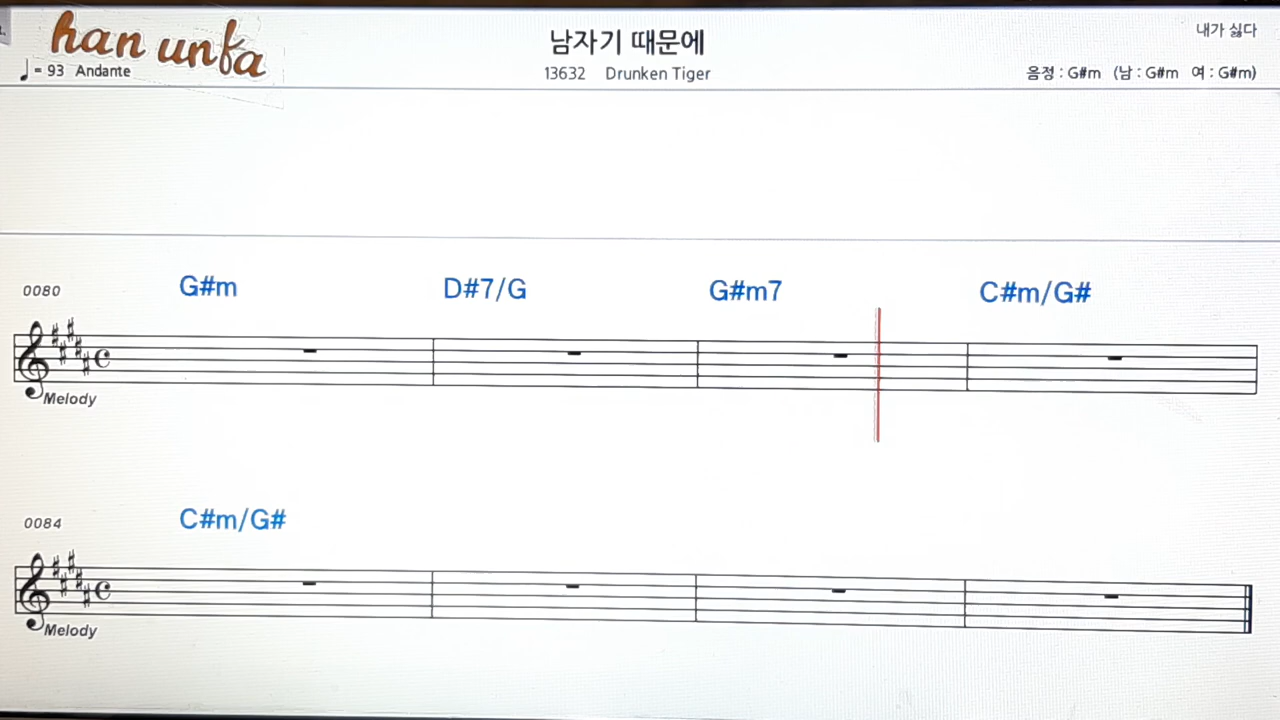 han unfa
남자기 때문에
내가 싫다
♩ = 93 Andante
13632 Drunken Tiger
음정 : G#m (남 : G#m 여 : G#m)
0080
G#m D#7/G G#m7 C#m/G#
Melody
0084
C#m/G#
Melody